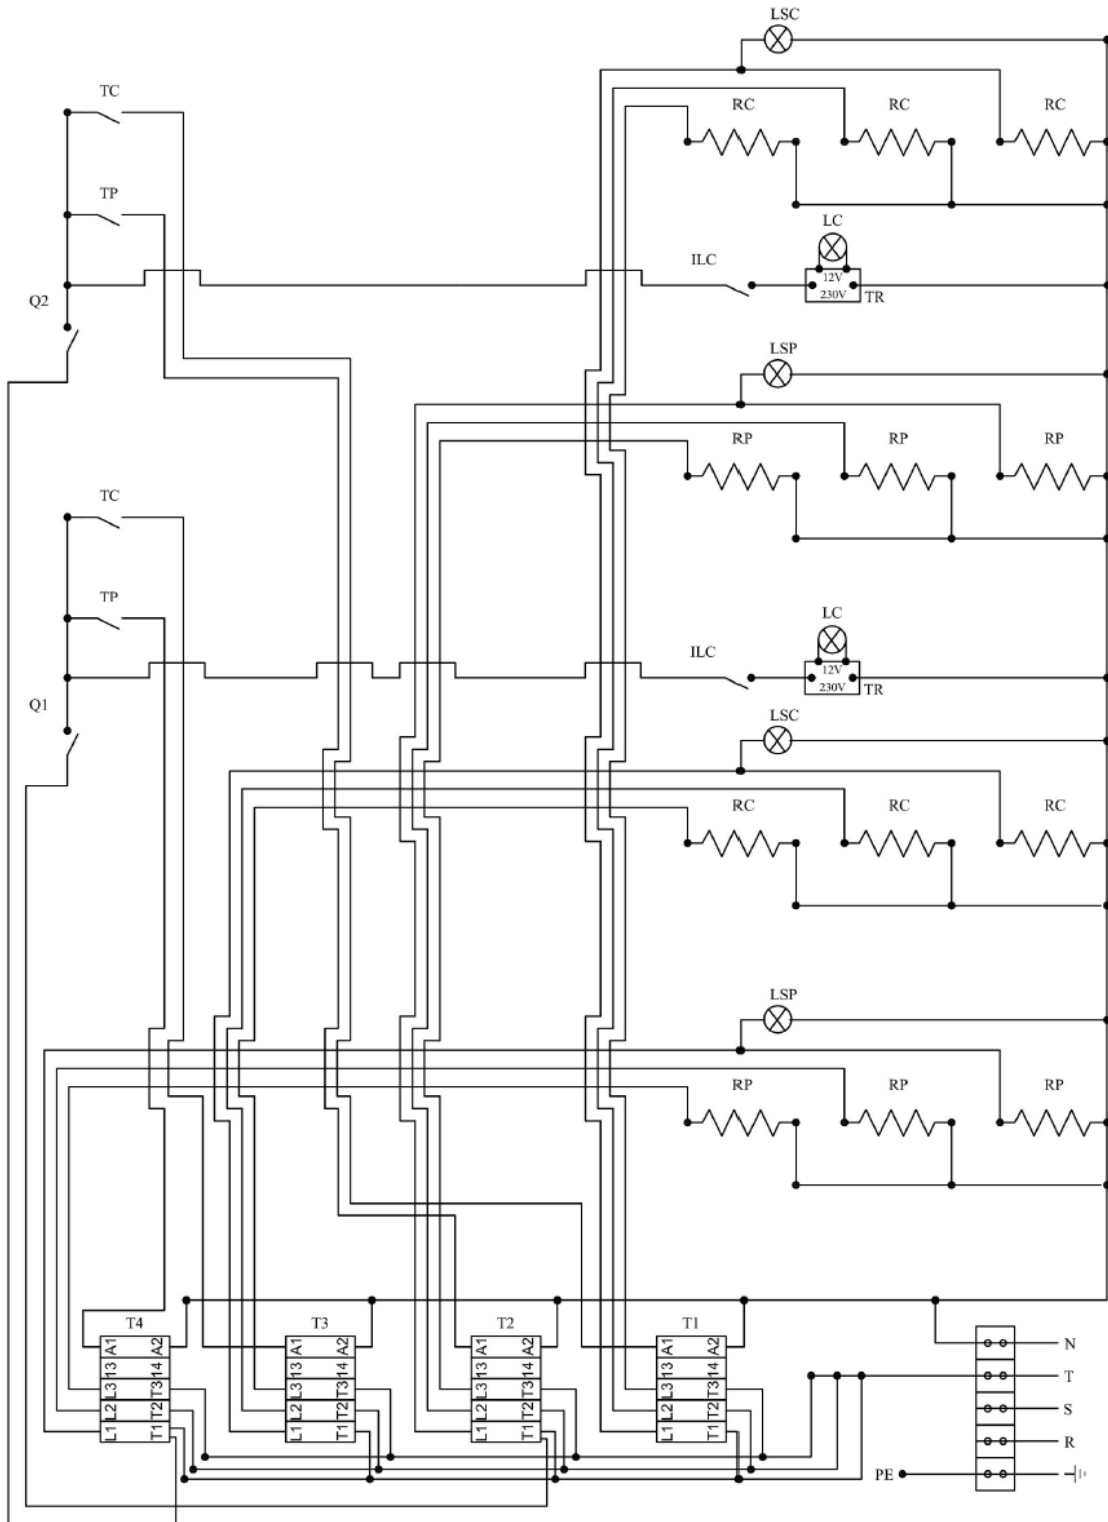 LSC
TC
RC RC RC
TP
LC
ILC
12V
Q2
230V TR
LSP
RP RP RP
TC
TP
LC
ILC
12V
230V TR
Q1
LSC
RC RC RC
LSP
RP RP RP
T4 T3 T2 T1
A1 A2 A1 A2 A1 A2 A1 A2
N
13 14 13 14 13 14 13 14
T
L3 T3 L3 T3 L3 T3 L3 T3
L2 T2 L2 T2 L2 T2 L2 T2
S
L1 T1 L1 T1 L1 T1 L1 T1
R
PE